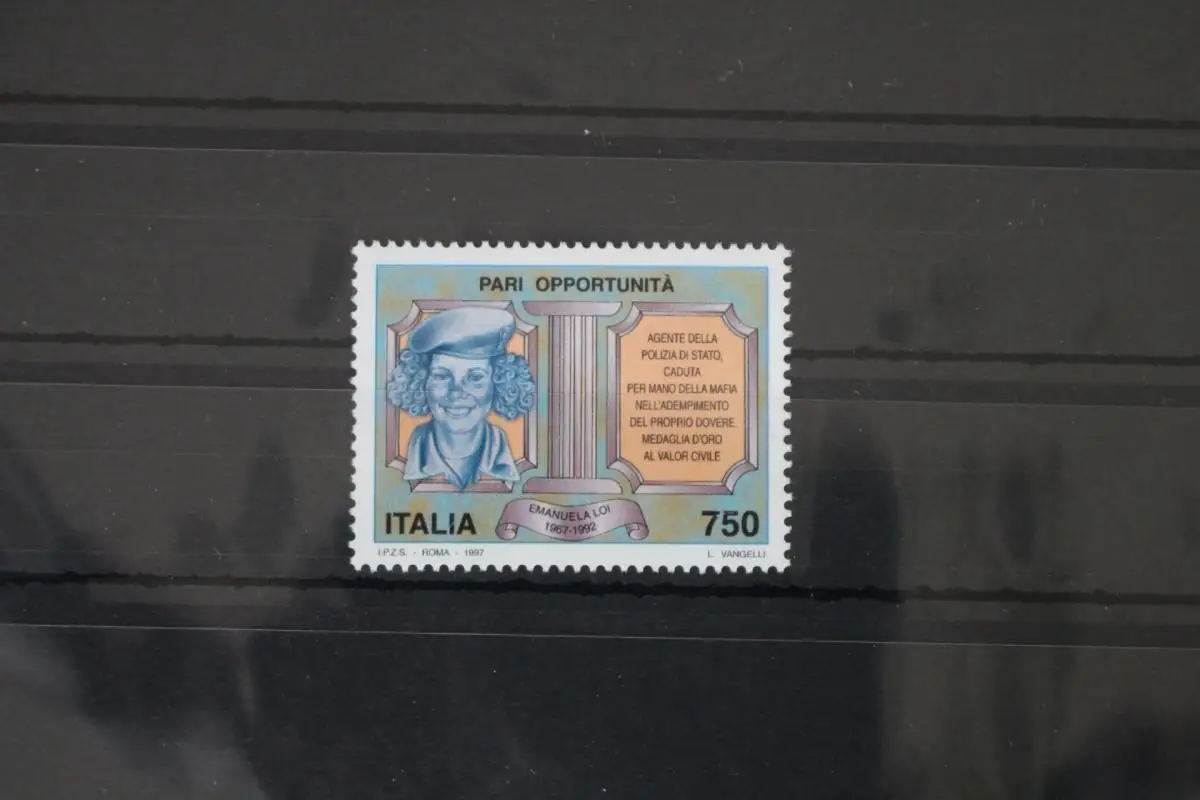 PARI OPPORTUNITÀ
AGENTE DELLA
POLIZIA DI STATO,
CADUTA
PER MANO DELLA MAFIA
NELL'ADEMPIMENTO
DEL PROPRIO DOVERE.
MEDAGLIA D'ORO
AL VALOR CIVILE
EMANUELA LOI
1967-1992
ITALIA
750
I.P.Z.S. - ROMA - 1997
L. VANGELLI